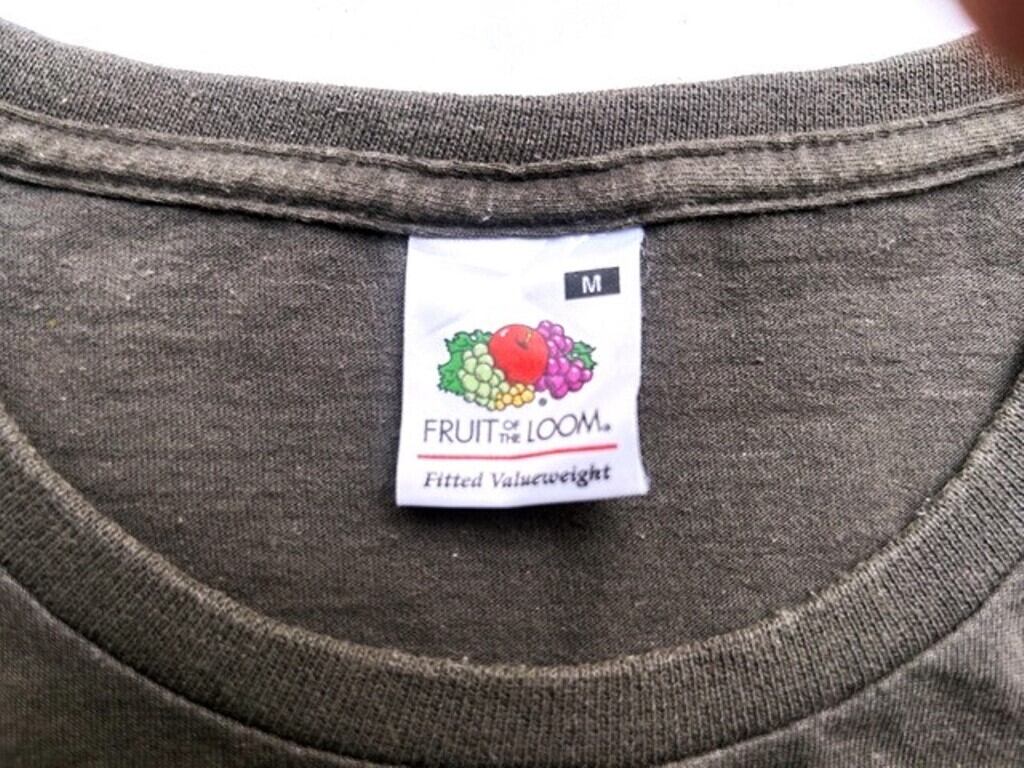 M
FRUIT OF THE LOOM®
Fitted Valueweight